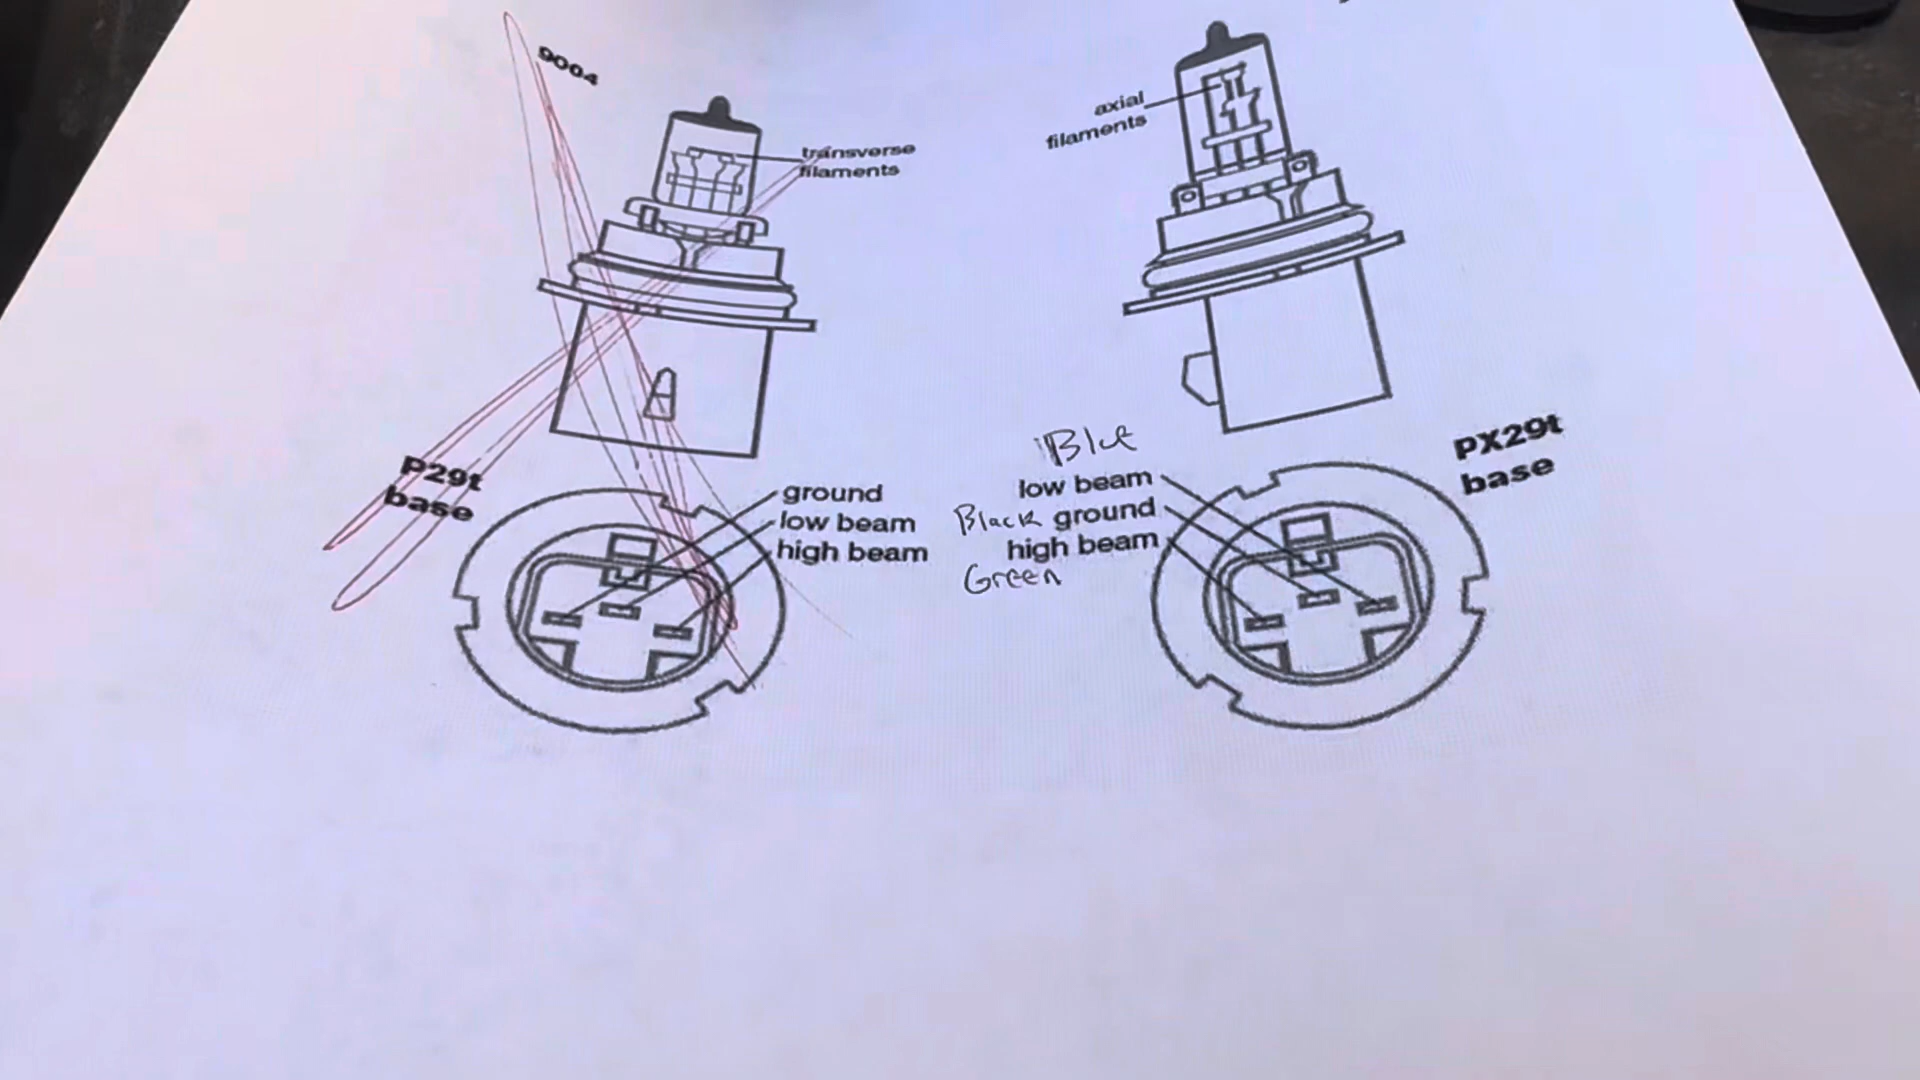 9004
transverse
filaments
axial
filaments
P29t
base
ground
low beam
high beam
Blue
low beam
Black ground
high beam
Green
PX29t
base